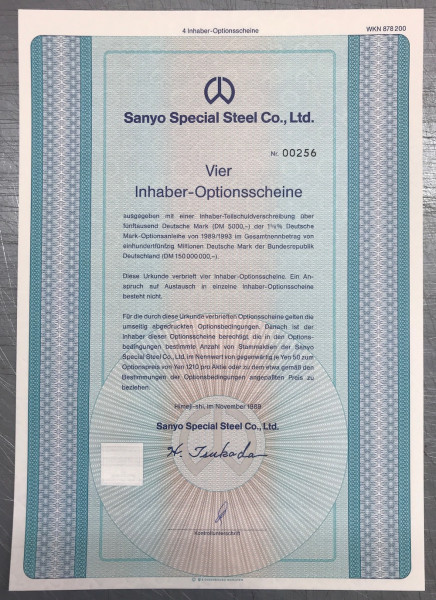 4 Inhaber-Optionsscheine
WKN 878 200
Sanyo Special Steel Co., Ltd.
Nr. 00256
Vier
Inhaber-Optionsscheine
ausgegeben mit einer Inhaber-Teilschuldverschreibung über
fünftausend Deutsche Mark (DM 5000,-) der 1⅜% Deutsche
Mark-Optionsanleihe von 1989/1993 im Gesamtnennbetrag von
einhundertfünfzig Millionen Deutsche Mark der Bundesrepublik
Deutschland (DM 150 000 000,-).
Diese Urkunde verbrieft vier Inhaber-Optionsscheine. Ein An-
spruch auf Austausch in einzelne Inhaber-Optionsscheine
besteht nicht.
Für die durch diese Urkunde verbrieften Optionsscheine gelten die
umseitig abgedruckten Optionsbedingungen. Danach ist der
Inhaber dieser Optionsscheine berechtigt, die in den Options-
bedingungen bestimmte Anzahl von Stammaktien der Sanyo
Special Steel Co., Ltd. im Nennwert von gegenwärtig je Yen 50 zum
Optionspreis von Yen 1210 pro Aktie oder zu dem etwa gemäß den
Bestimmungen der Optionsbedingungen angepaßten Preis zu
beziehen.
Himeji-shi, im November 1989
Sanyo Special Steel Co., Ltd.
H. Tsukada
Kontrollunterschrift